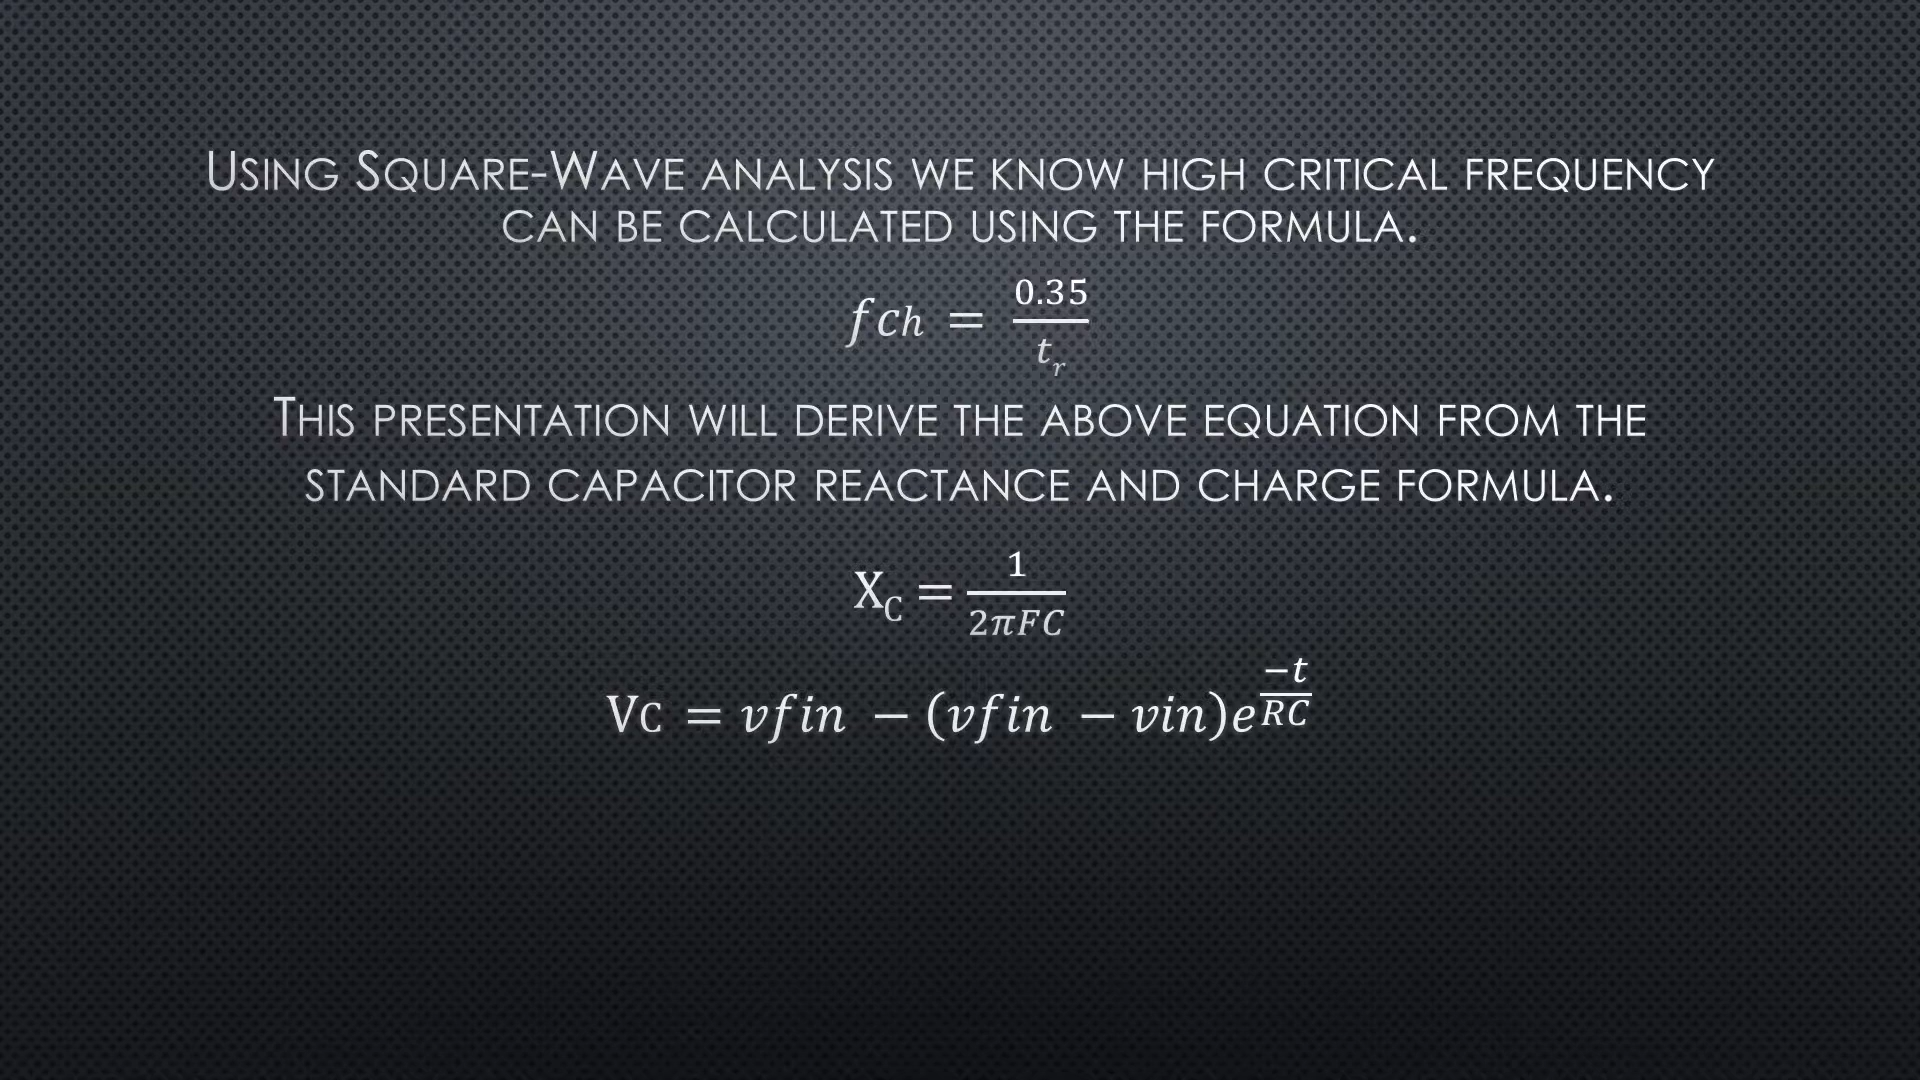 Using Square-Wave analysis we know high critical frequency
can be calculated using the formula.
fch = 0.35/t_r
This presentation will derive the above equation from the
standard capacitor reactance and charge formula.
X_C = 1/2πFC
Vc = vfin − (vfin − vin)e^(−t/RC)